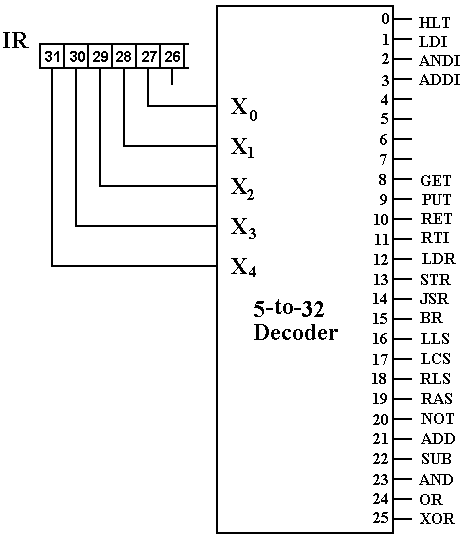 IR
31 30 29 28 27 26
X0
X1
X2
X3
X4
5-to-32
Decoder
0 HLT
1 LDI
2 ANDI
3 ADDI
4
5
6
7
8 GET
9 PUT
10 RET
11 RTI
12 LDR
13 STR
14 JSR
15 BR
16 LLS
17 LCS
18 RLS
19 RAS
20 NOT
21 ADD
22 SUB
23 AND
24 OR
25 XOR